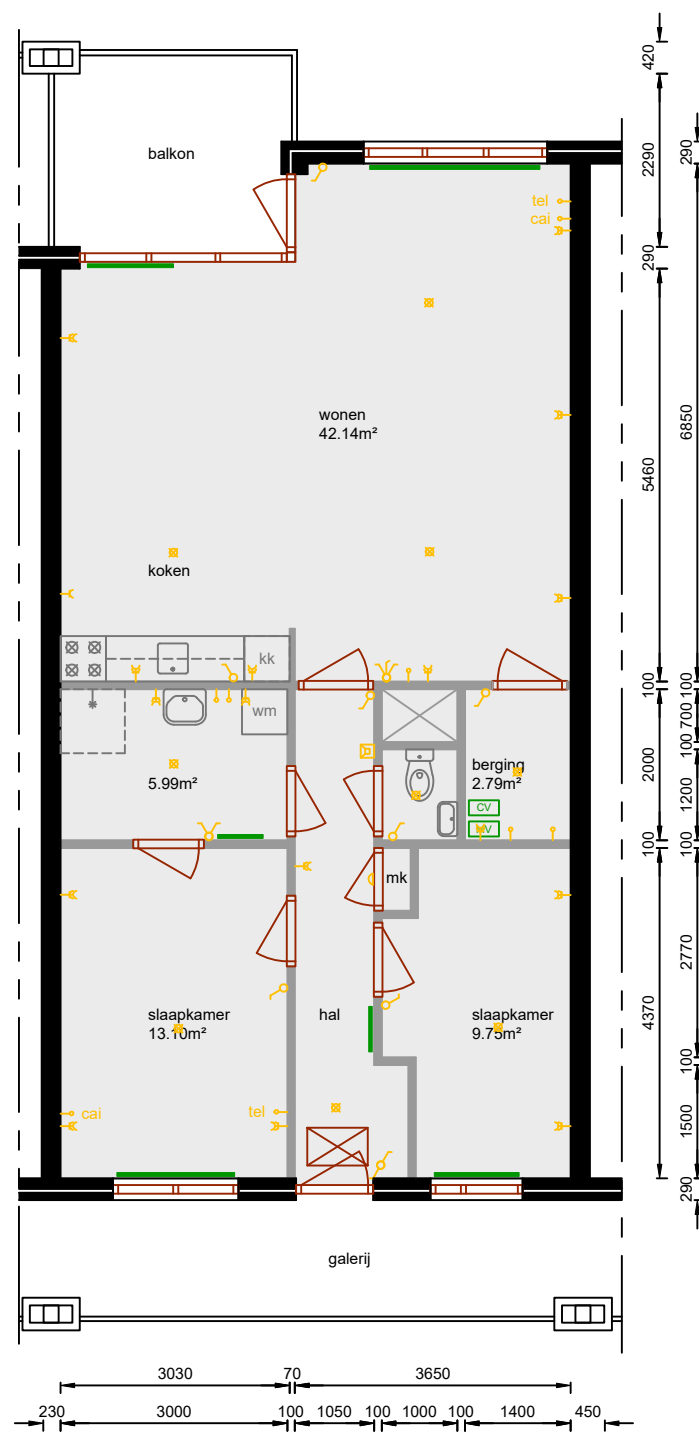 balkon
tel
cai
wonen
42.14m²
koken
kk
wm
5.99m²
berging
2.79m²
CV
MV
mk
slaapkamer
13.10m²
hal
slaapkamer
9.75m²
cai
tel
galerij
420
2290
290
290
5460
6850
100
100
700
2000
100
1200
100
100
4370
2770
100
1500
290
3030
70
3650
230
3000
100
1050
100
1000
100
1400
450